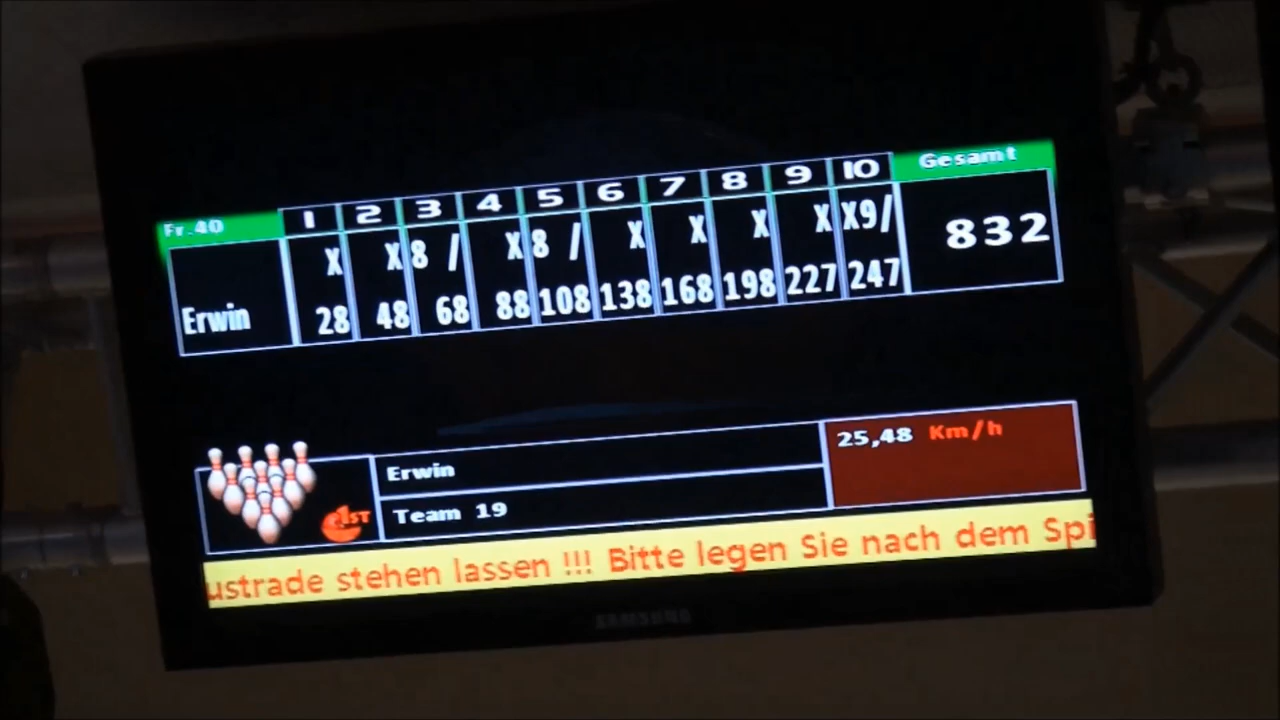 Fr.40 1 2 3 4 5 6 7 8 9 10 Gesamt
X X 8 / X 8 / X X X X X9/
Erwin 28 48 68 88 108 138 168 198 227 247 832
Erwin 25,48 Km/h
1ST Team 19
ustrade stehen lassen !!! Bitte legen Sie nach dem Spi
SAMSUNG